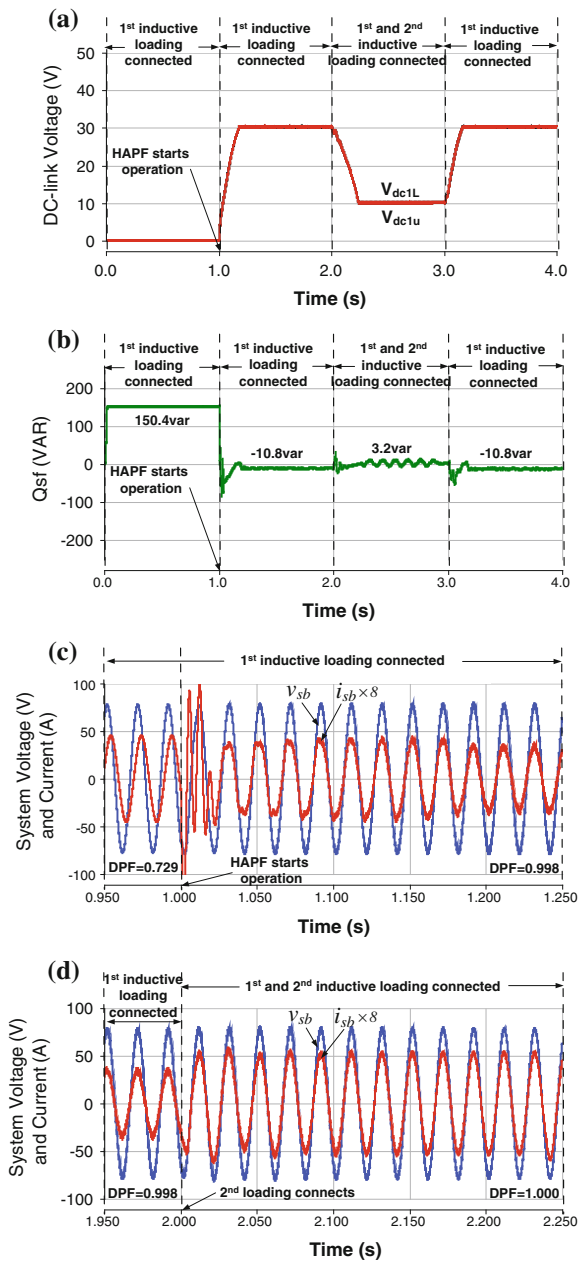 (a)
1st inductive loading connected
1st inductive loading connected
1st and 2nd inductive loading connected
1st inductive loading connected
DC-link Voltage (V)
50
40
30
20
10
0
HAPF starts operation
Vdc1L
Vdc1u
0.0 1.0 2.0 3.0 4.0
Time (s)
(b)
1st inductive loading connected
1st inductive loading connected
1st and 2nd inductive loading connected
1st inductive loading connected
Qsf (VAR)
200
100
0
-100
-200
150.4var
-10.8var
3.2var
-10.8var
HAPF starts operation
0.0 1.0 2.0 3.0 4.0
Time (s)
(c)
1st inductive loading connected
System Voltage (V) and Current (A)
100
50
0
-50
-100
vsb
isb×8
DPF=0.729
HAPF starts operation
DPF=0.998
0.950 1.000 1.050 1.100 1.150 1.200 1.250
Time (s)
(d)
1st inductive loading connected
1st and 2nd inductive loading connected
System Voltage (V) and Current (A)
100
50
0
-50
-100
vsb
isb×8
DPF=0.998
2nd loading connects
DPF=1.000
1.950 2.000 2.050 2.100 2.150 2.200 2.250
Time (s)